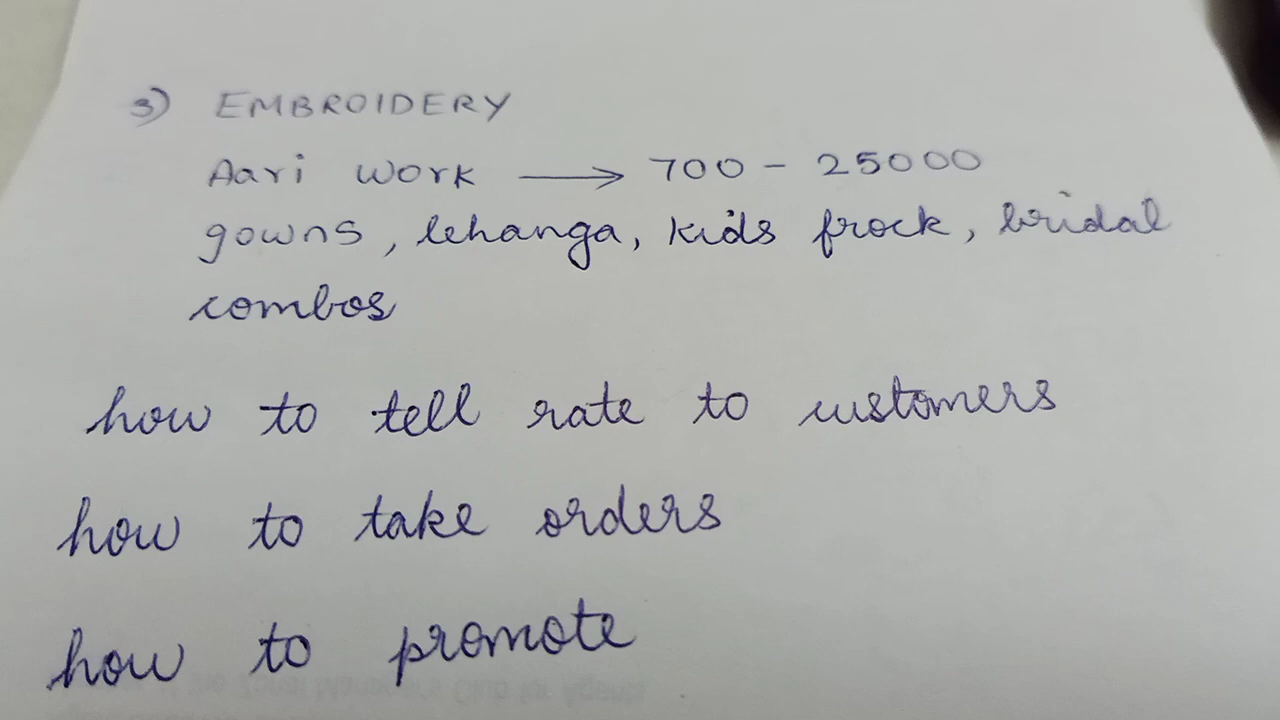 3) EMBROIDERY
Aari work → 700 - 25000
gowns, lehanga, kids frock, bridal
combos
how to tell rate to customers
how to take orders
how to promote